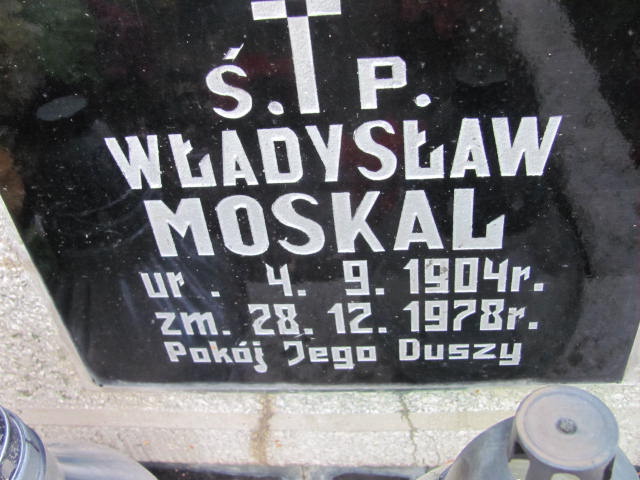 Ś. P.
WŁADYSŁAW
MOSKAL
ur. 4. 9. 1904r.
zm. 28. 12. 1978r.
Pokój Jego Duszy